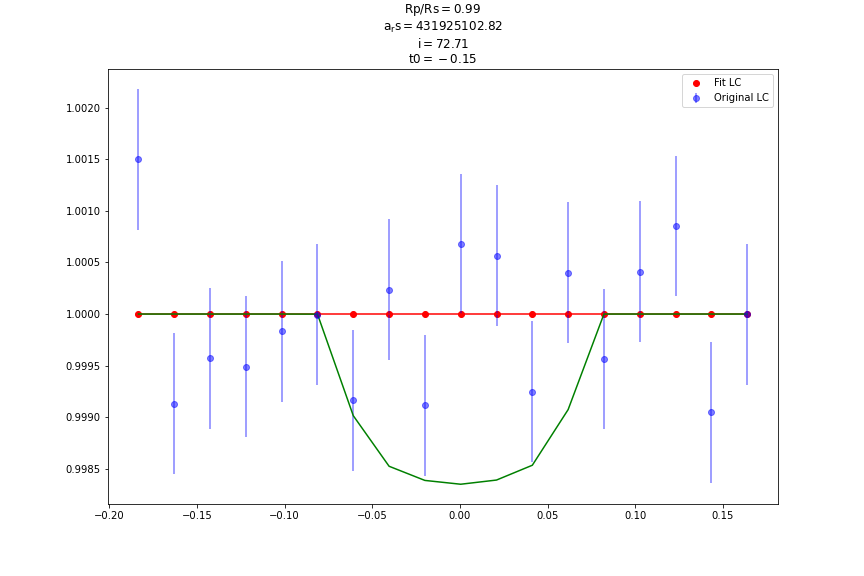 Rp/Rs = 0.99
aᵣs = 431925102.82
i = 72.71
t0 = −0.15
Fit LC
Original LC
1.0020
1.0015
1.0010
1.0005
1.0000
0.9995
0.9990
0.9985
−0.20 −0.15 −0.10 −0.05 0.00 0.05 0.10 0.15